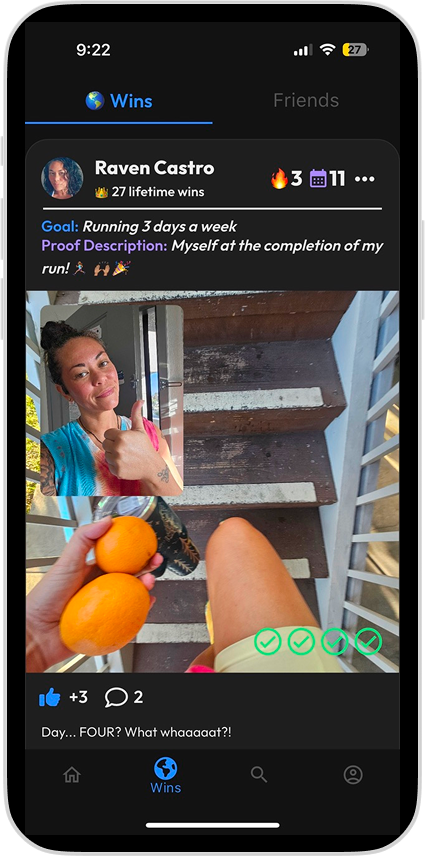 9:22
27
🌎 Wins
Friends
Raven Castro
👑 27 lifetime wins
🔥3 11 •••
Goal: Running 3 days a week
Proof Description: Myself at the completion of my
run! 🏃🏽‍♀️ 🙌🏽 🎉
+3 2
Day... FOUR? What whaaaaat?!
Wins